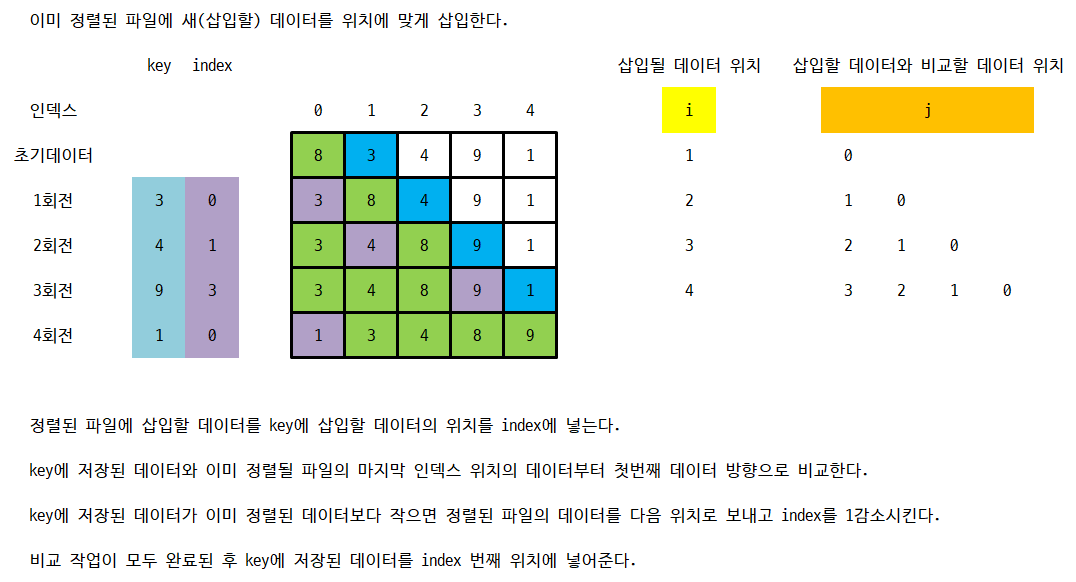 이미 정렬된 파일에 새(삽입할) 데이터를 위치에 맞게 삽입한다.
key index 삽입될 데이터 위치 삽입할 데이터와 비교할 데이터 위치
인덱스 0 1 2 3 4 i j
초기데이터 8 3 4 9 1 1 0
1회전 3 0 3 8 4 9 1 2 1 0
2회전 4 1 3 4 8 9 1 3 2 1 0
3회전 9 3 3 4 8 9 1 4 3 2 1 0
4회전 1 0 1 3 4 8 9
정렬된 파일에 삽입할 데이터를 key에 삽입할 데이터의 위치를 index에 넣는다.
key에 저장된 데이터와 이미 정렬될 파일의 마지막 인덱스 위치의 데이터부터 첫번째 데이터 방향으로 비교한다.
key에 저장된 데이터가 이미 정렬된 데이터보다 작으면 정렬된 파일의 데이터를 다음 위치로 보내고 index를 1감소시킨다.
비교 작업이 모두 완료된 후 key에 저장된 데이터를 index 번째 위치에 넣어준다.